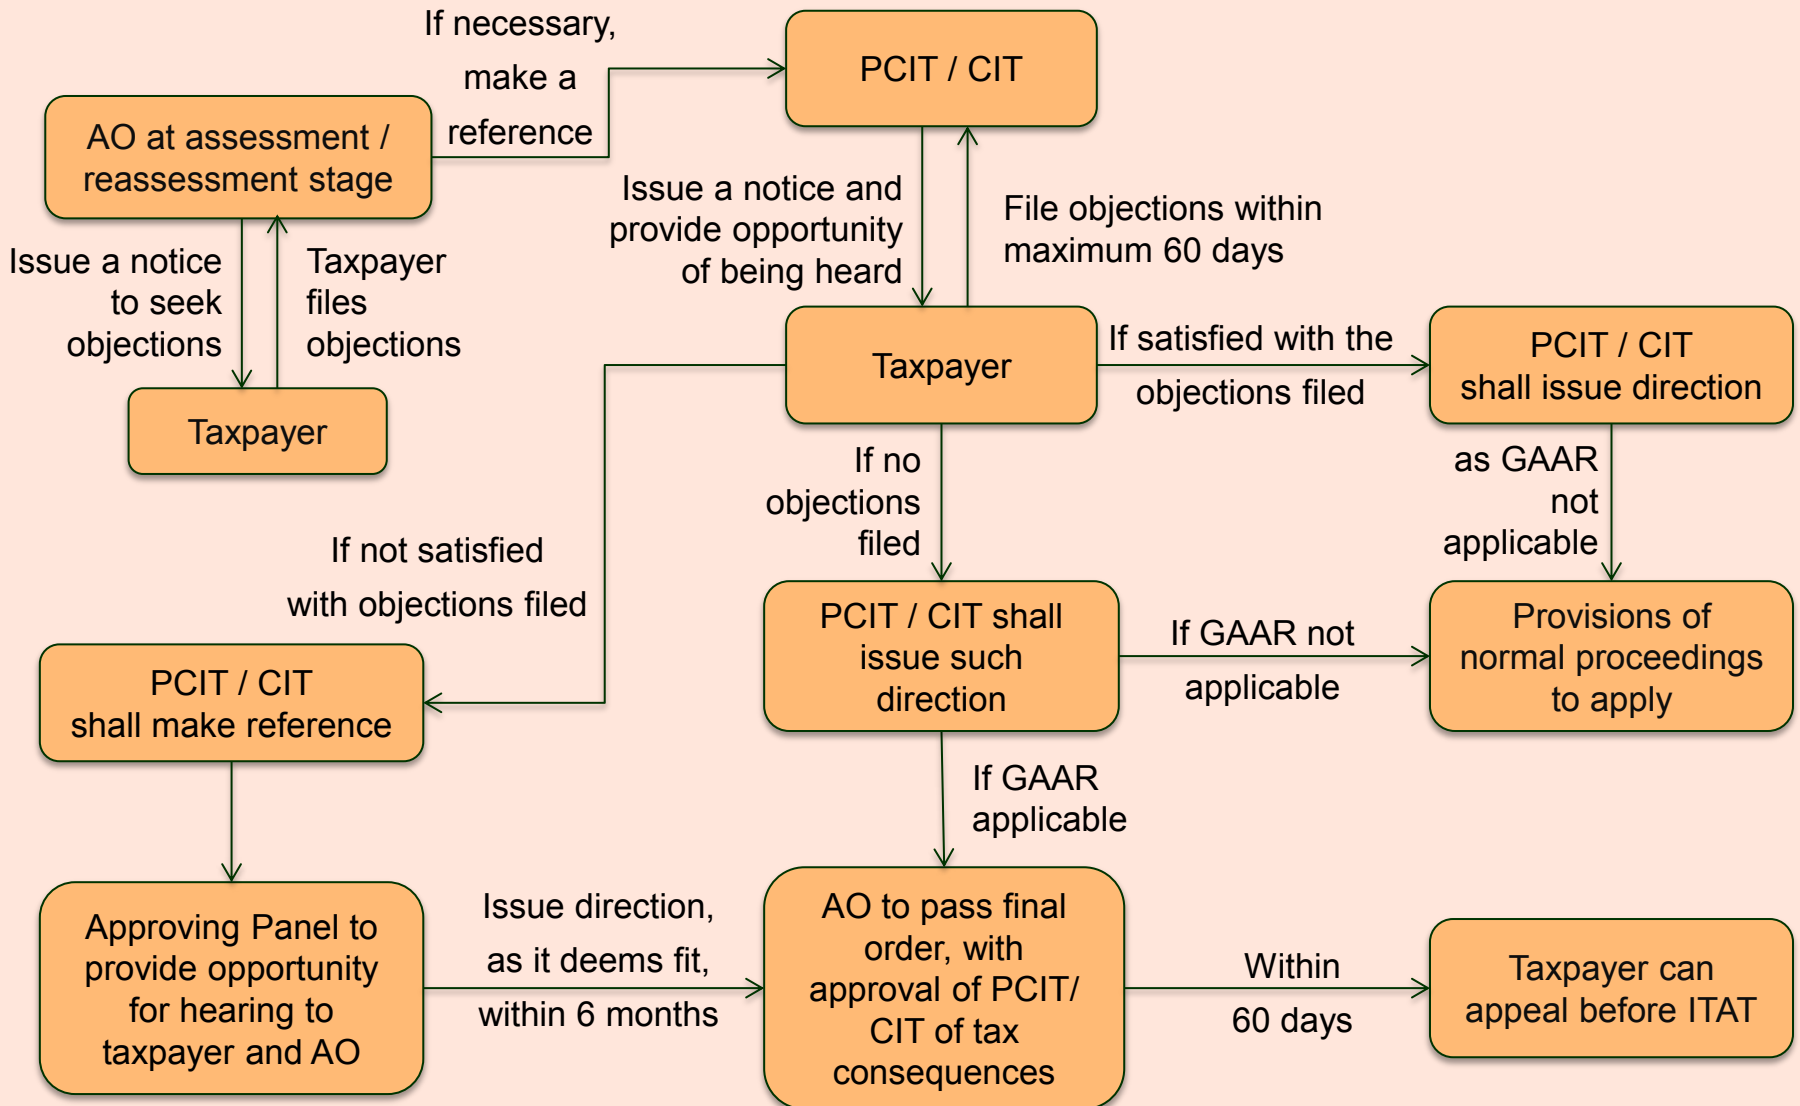 If necessary,
make a
reference
PCIT / CIT
AO at assessment /
reassessment stage
Issue a notice
to seek
objections
Taxpayer
files
objections
Taxpayer
Issue a notice and
provide opportunity
of being heard
File objections within
maximum 60 days
Taxpayer
If satisfied with the
objections filed
PCIT / CIT
shall issue direction
as GAAR
not
applicable
If no
objections
filed
If not satisfied
with objections filed
PCIT / CIT shall
issue such
direction
If GAAR not
applicable
Provisions of
normal proceedings
to apply
PCIT / CIT
shall make reference
If GAAR
applicable
Approving Panel to
provide opportunity
for hearing to
taxpayer and AO
Issue direction,
as it deems fit,
within 6 months
AO to pass final
order, with
approval of PCIT/
CIT of tax
consequences
Within
60 days
Taxpayer can
appeal before ITAT